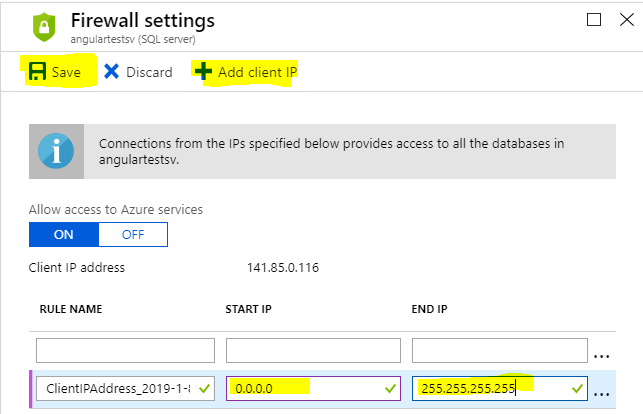 Firewall settings
angulartestsv (SQL server)
Save Discard Add client IP
Connections from the IPs specified below provides access to all the databases in
angulartestsv.
Allow access to Azure services
ON OFF
Client IP address 141.85.0.116
RULE NAME START IP END IP
...
ClientIPAddress_2019-1-8 0.0.0.0 255.255.255.255 ...